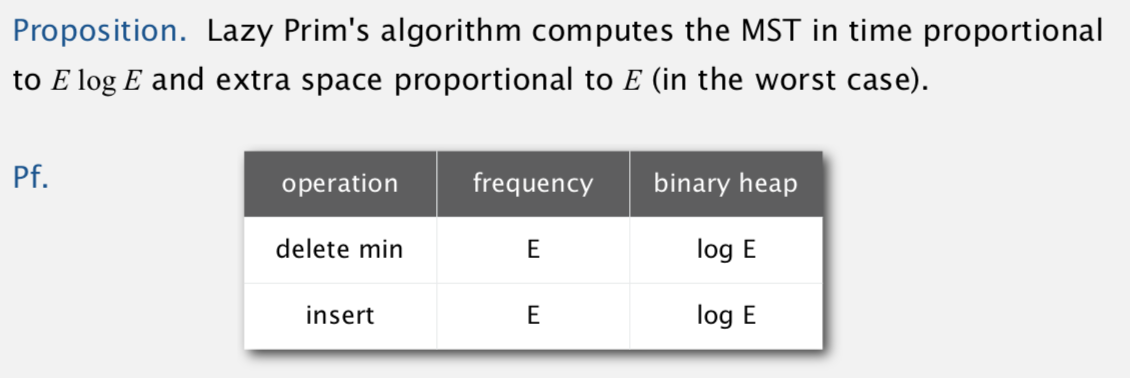 Proposition. Lazy Prim's algorithm computes the MST in time proportional
to E log E and extra space proportional to E (in the worst case).
Pf.
operation frequency binary heap
delete min E log E
insert E log E